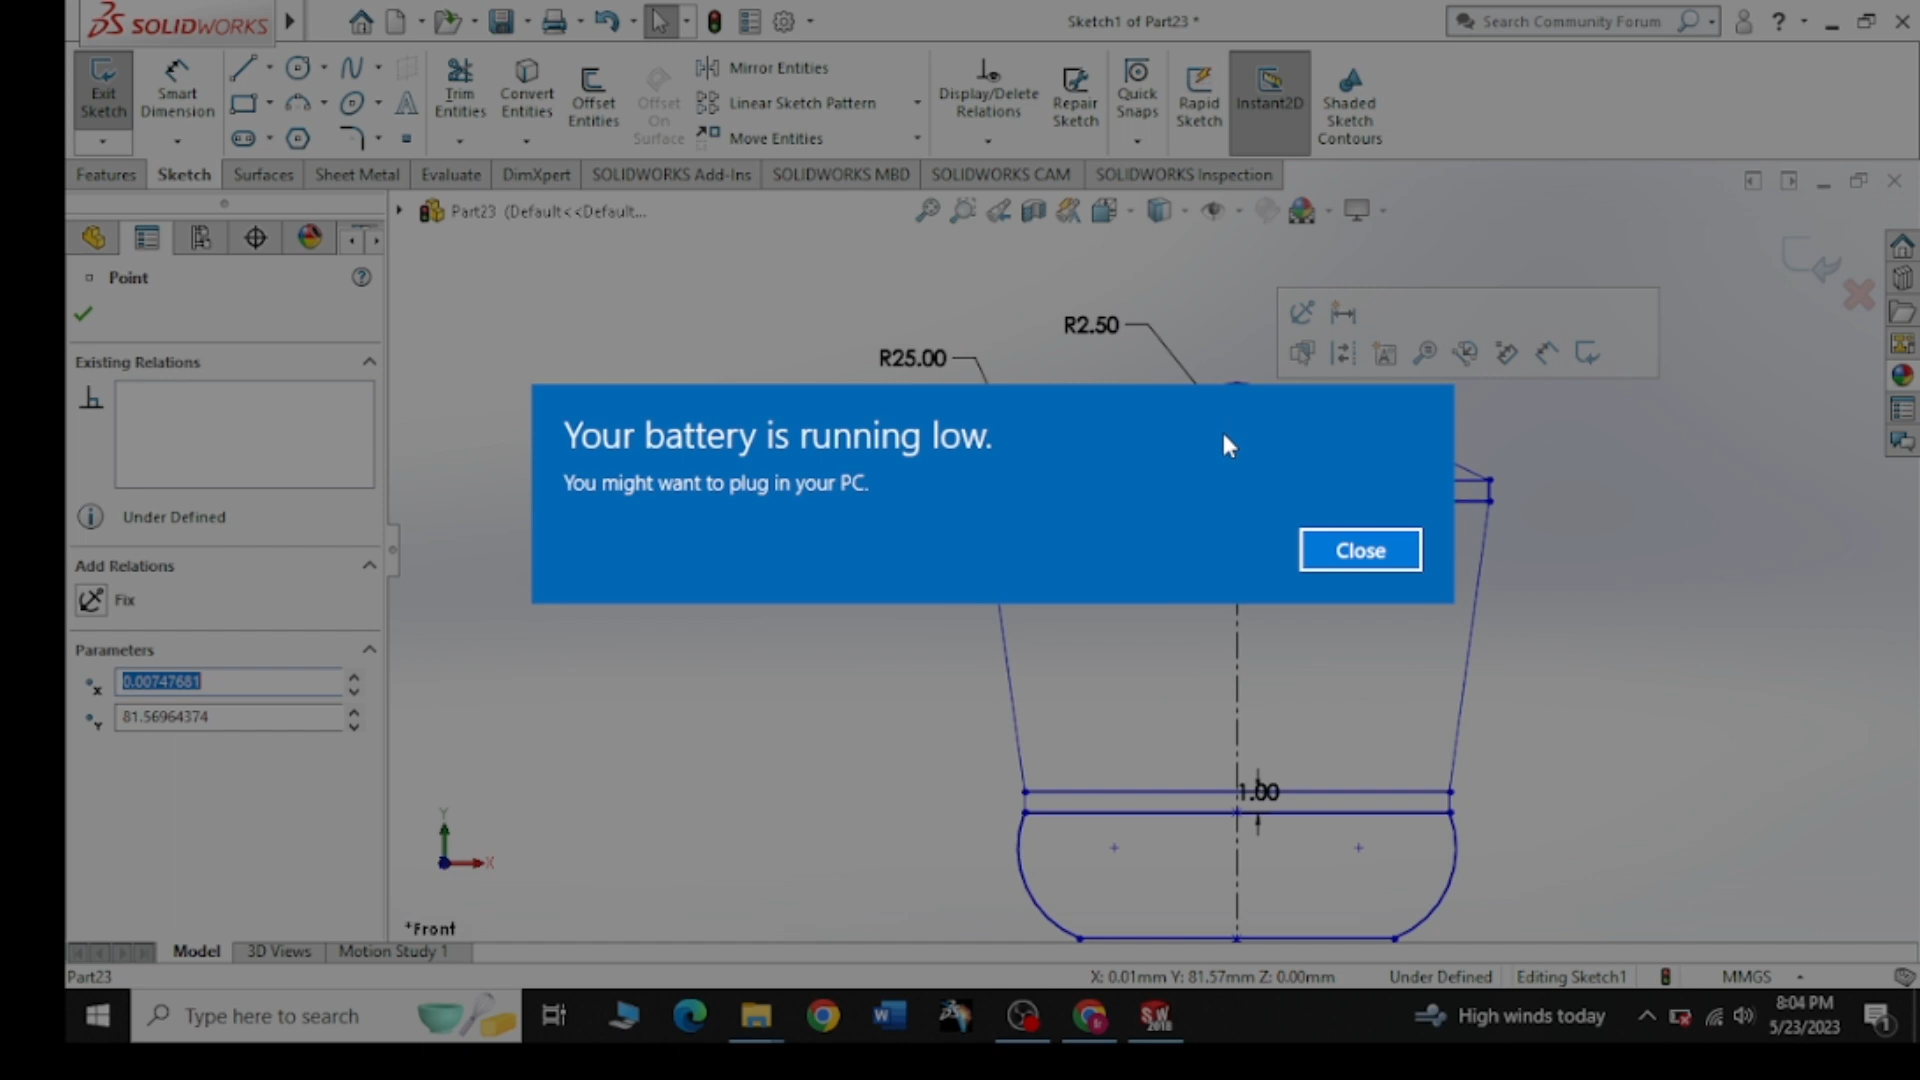 SOLIDWORKS
Sketch1 of Part23 *
Search Community Forum
?
Exit Sketch
Smart Dimension
Trim Entities
Convert Entities
Offset Entities
Offset On Surface
Mirror Entities
Linear Sketch Pattern
Move Entities
Display/Delete Relations
Repair Sketch
Quick Snaps
Rapid Sketch
Instant2D
Shaded Sketch Contours
Features Sketch Surfaces Sheet Metal Evaluate DimXpert SOLIDWORKS Add-Ins SOLIDWORKS MBD SOLIDWORKS CAM SOLIDWORKS Inspection
Part23 (Default<<Default...
Point
Existing Relations
Under Defined
Add Relations
Fix
Parameters
X 0.00747681
Y 81.56964374
R2.50
R25.00
Your battery is running low.
You might want to plug in your PC.
Close
1.00
Y
X
*Front
Model 3D Views Motion Study 1
Part23
X: 0.01mm Y: 81.57mm Z: 0.00mm Under Defined Editing Sketch1 MMGS
Type here to search
SW 2018
High winds today
8:04 PM
5/23/2023
1